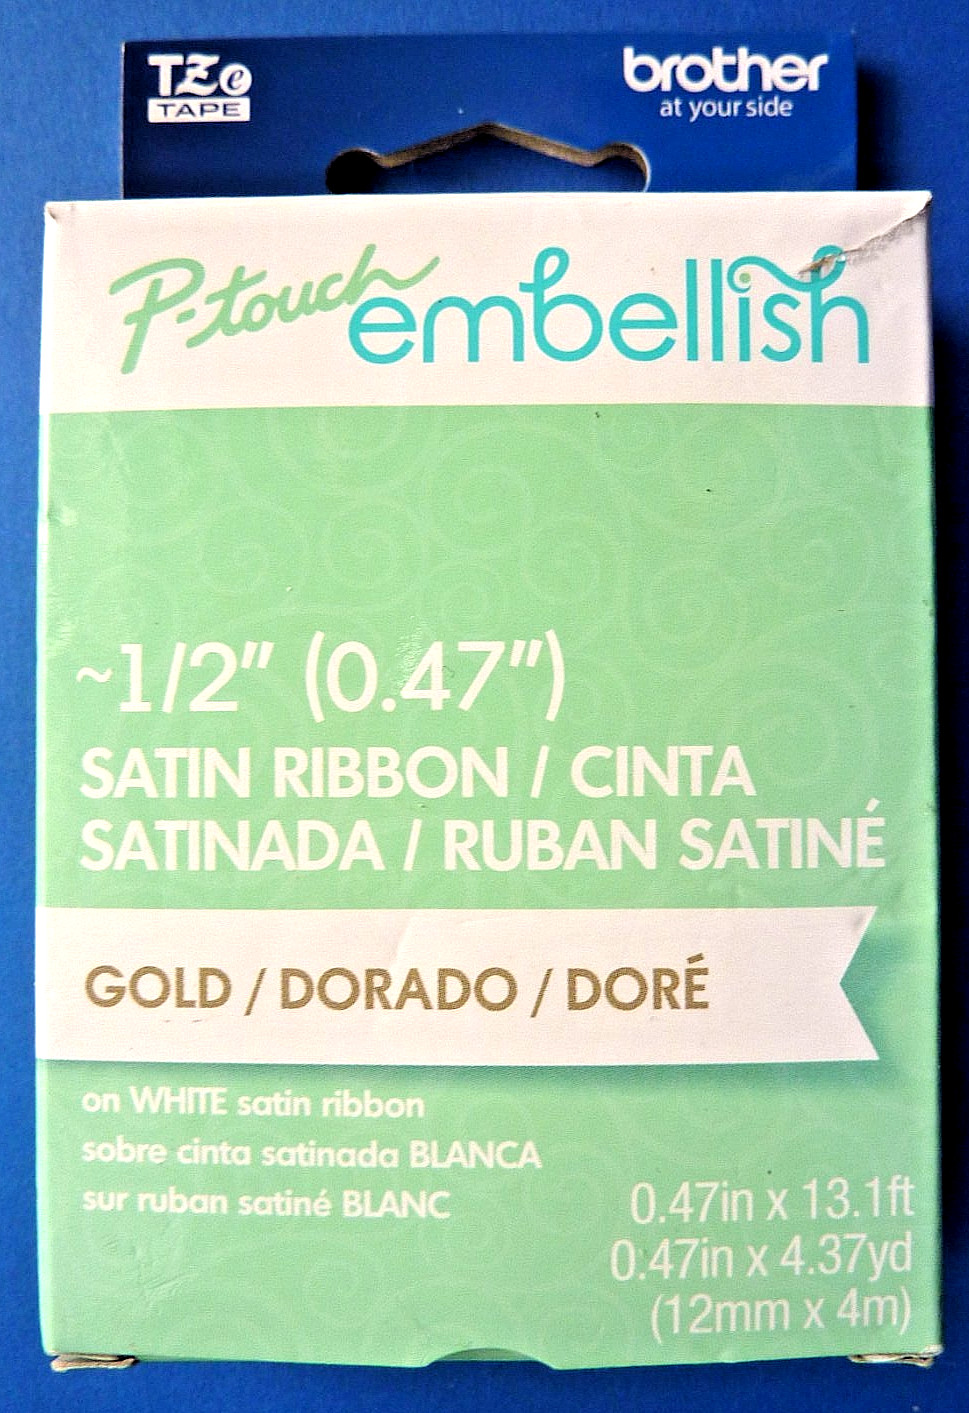 TZe
TAPE
brother
at your side
P-touch embellish
~1/2" (0.47")
SATIN RIBBON / CINTA
SATINADA / RUBAN SATINÉ
GOLD / DORADO / DORÉ
on WHITE satin ribbon
sobre cinta satinada BLANCA
sur ruban satiné BLANC
0.47in x 13.1ft
0.47in x 4.37yd
(12mm x 4m)